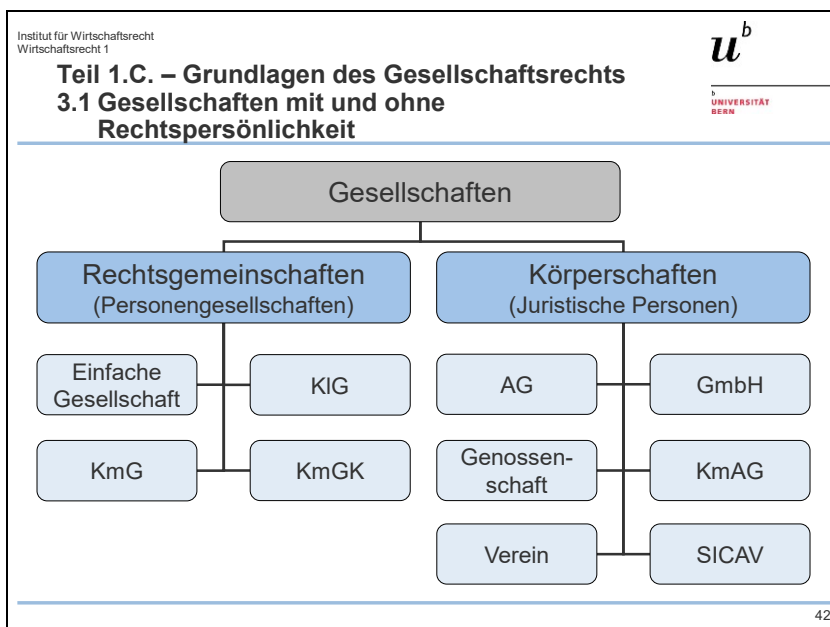 Institut für Wirtschaftsrecht
Wirtschaftsrecht 1
Teil 1.C. – Grundlagen des Gesellschaftsrechts
3.1 Gesellschaften mit und ohne
Rechtspersönlichkeit
u^b
b
UNIVERSITÄT
BERN
Gesellschaften
Rechtsgemeinschaften
(Personengesellschaften)
Körperschaften
(Juristische Personen)
Einfache
Gesellschaft
KlG
AG
GmbH
KmG
KmGK
Genossen-
schaft
KmAG
Verein
SICAV
42